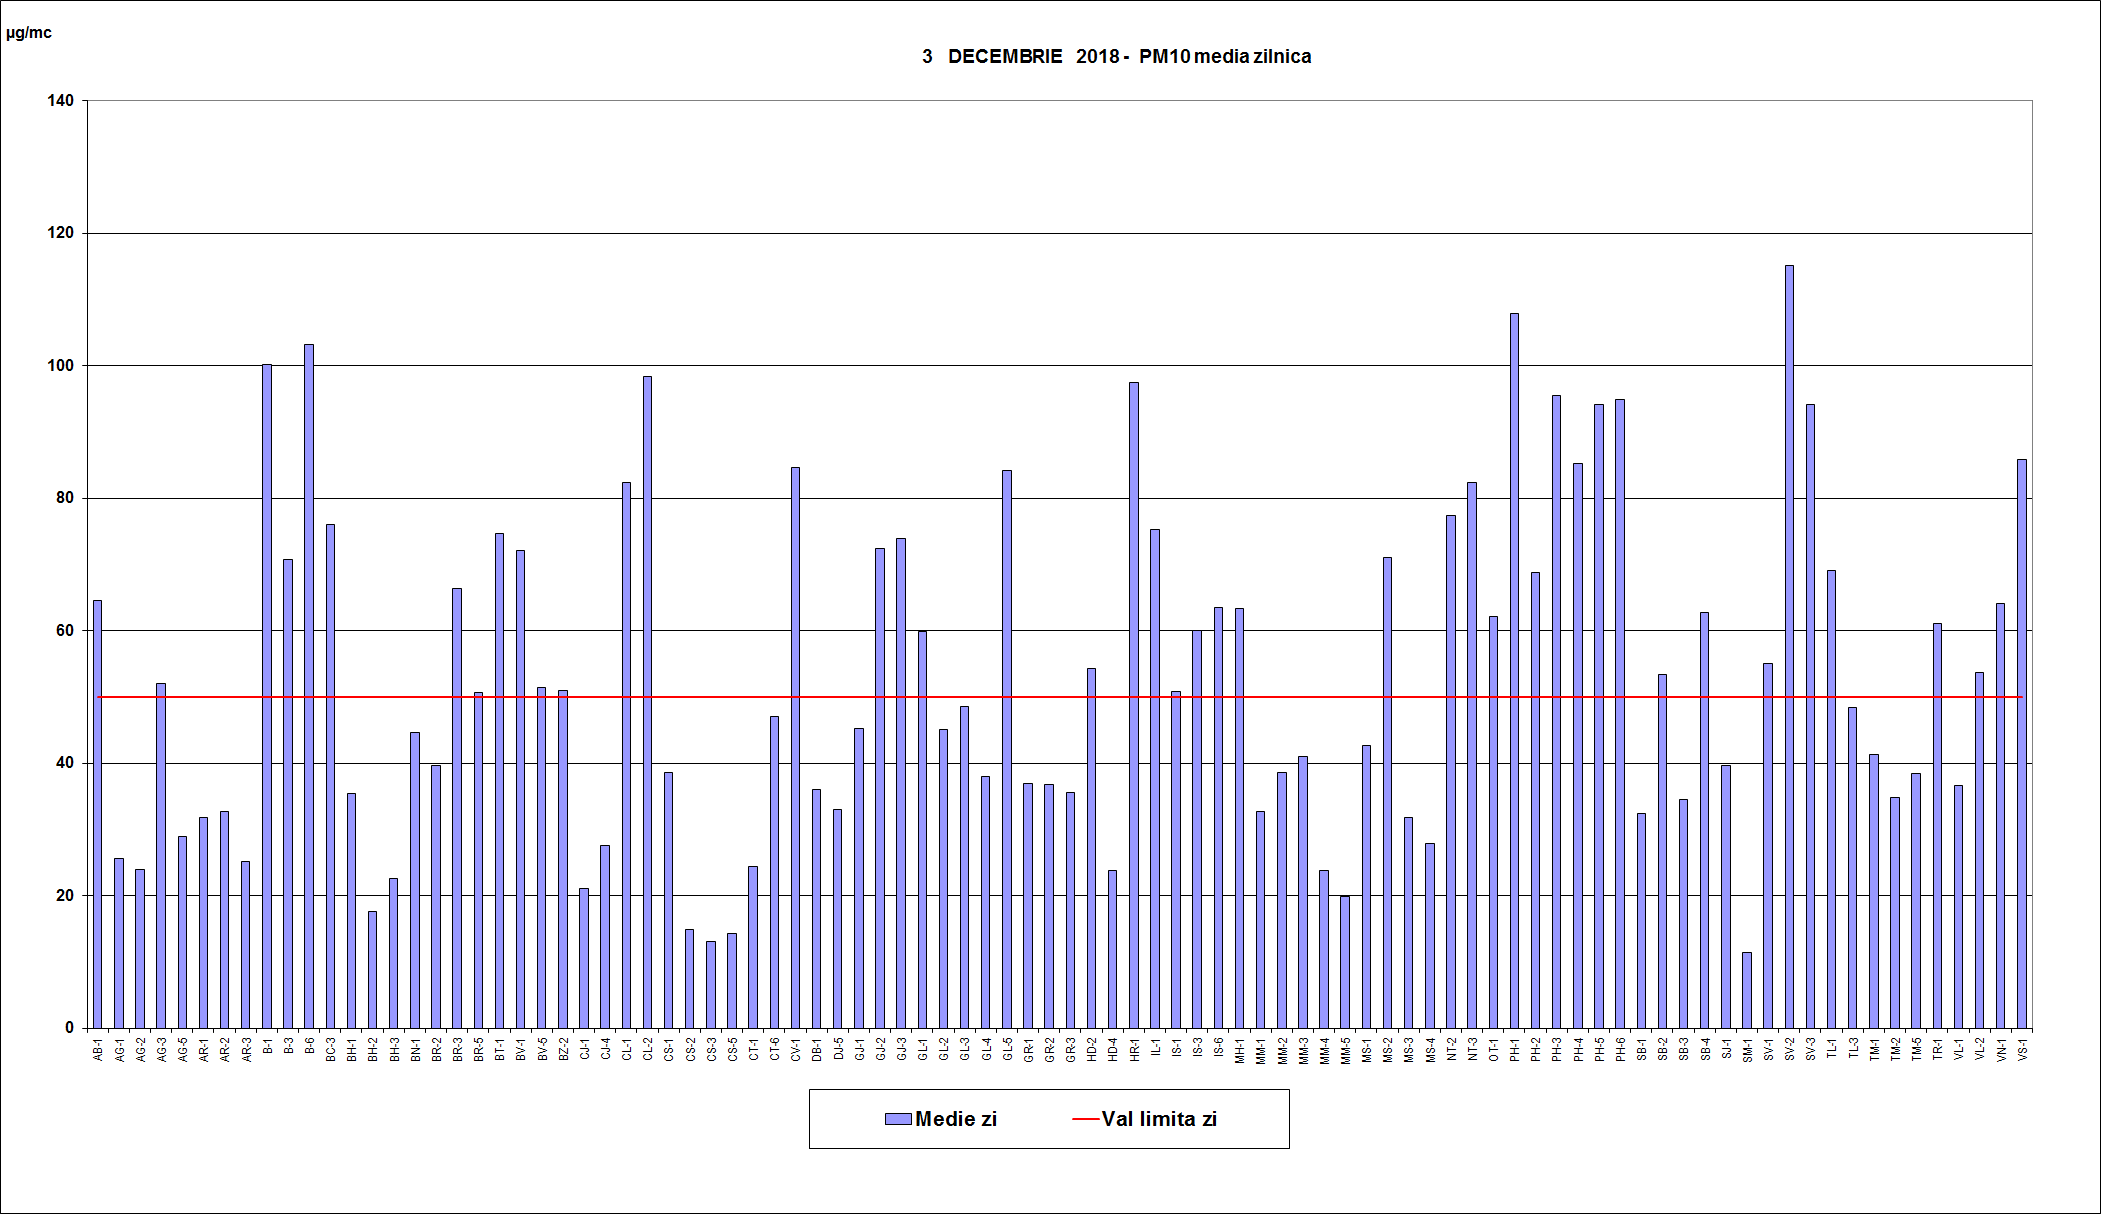 µg/mc
3 DECEMBRIE 2018 - PM10 media zilnica
140
120
100
80
60
40
20
0
AB-1 AG-1 AG-2 AG-3 AG-5 AR-1 AR-2 AR-3 B-1 B-3 B-6 BC-3 BH-1 BH-2 BH-3 BN-1 BR-2 BR-3 BR-5 BT-1 BV-1 BV-5 BZ-2 CJ-1 CJ-4 CL-1 CL-2 CS-1 CS-2 CS-3 CS-5 CT-1 CT-6 CV-1 DB-1 DJ-5 GJ-1 GJ-2 GJ-3 GL-1 GL-2 GL-3 GL-4 GL-5 GR-1 GR-2 GR-3 HD-2 HD-4 HR-1 IL-1 IS-1 IS-3 IS-6 MH-1 MM-1 MM-2 MM-3 MM-4 MM-5 MS-1 MS-2 MS-3 MS-4 NT-2 NT-3 OT-1 PH-1 PH-2 PH-3 PH-4 PH-5 PH-6 SB-1 SB-2 SB-3 SB-4 SJ-1 SM-1 SV-1 SV-2 SV-3 TL-1 TL-3 TM-1 TM-2 TM-5 TR-1 VL-1 VL-2 VN-1 VS-1
Medie zi Val limita zi